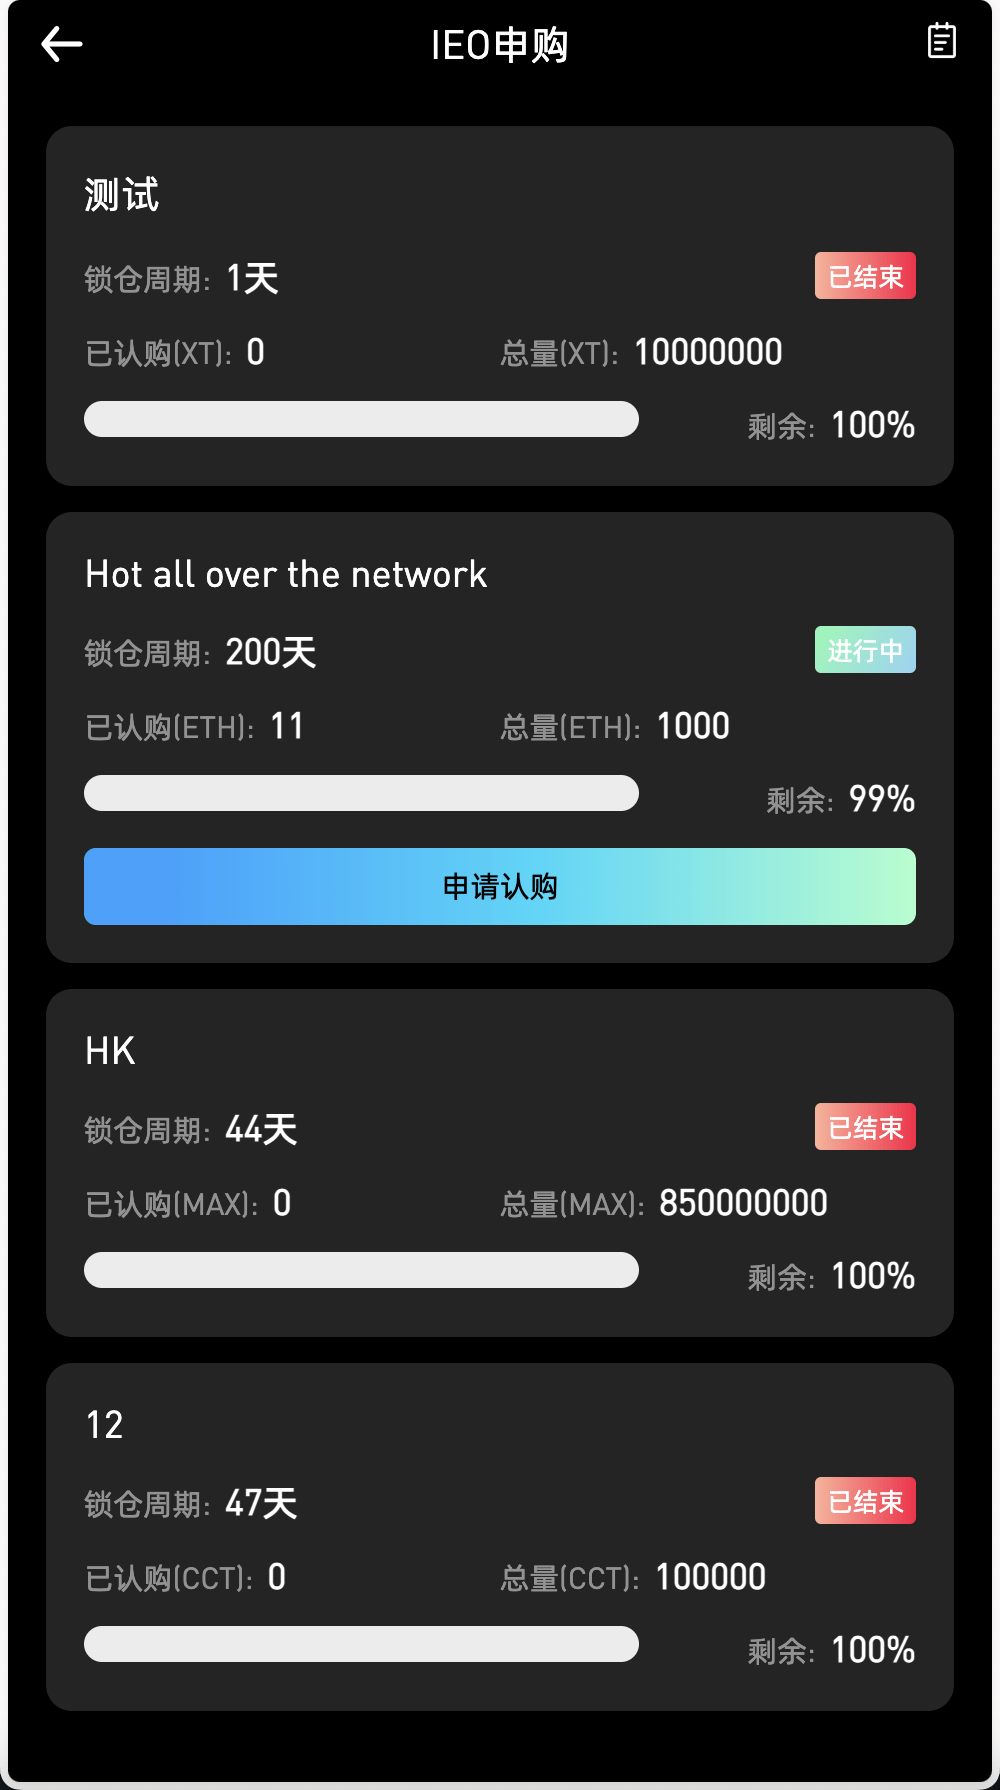 IEO申购
测试
锁仓周期: 1天
已结束
已认购(XT): 0 总量(XT): 10000000
剩余: 100%
Hot all over the network
锁仓周期: 200天
进行中
已认购(ETH): 11 总量(ETH): 1000
剩余: 99%
申请认购
HK
锁仓周期: 44天
已结束
已认购(MAX): 0 总量(MAX): 850000000
剩余: 100%
12
锁仓周期: 47天
已结束
已认购(CCT): 0 总量(CCT): 100000
剩余: 100%